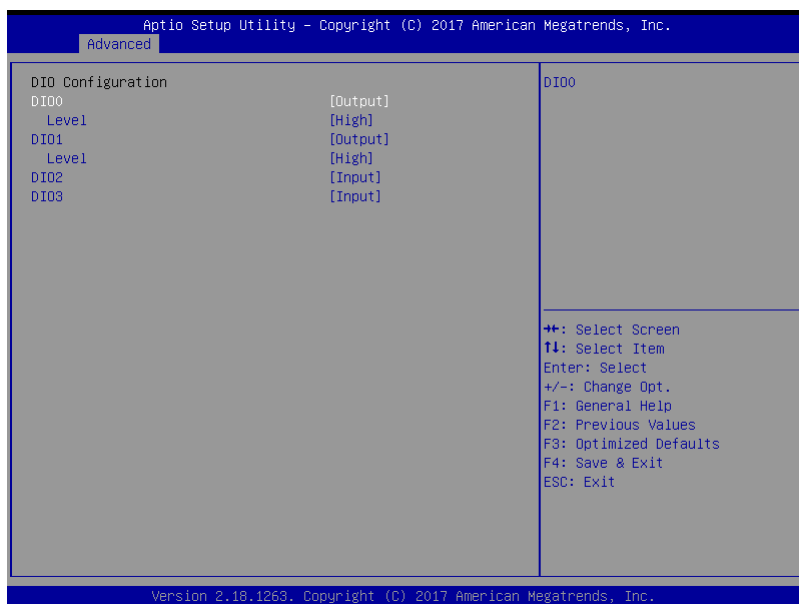 Aptio Setup Utility – Copyright (C) 2017 American Megatrends, Inc.
Advanced
DIO Configuration
DIO0 [Output]
Level [High]
DIO1 [Output]
Level [High]
DIO2 [Input]
DIO3 [Input]
DIO0
→←: Select Screen
↑↓: Select Item
Enter: Select
+/-: Change Opt.
F1: General Help
F2: Previous Values
F3: Optimized Defaults
F4: Save & Exit
ESC: Exit
Version 2.18.1263. Copyright (C) 2017 American Megatrends, Inc.